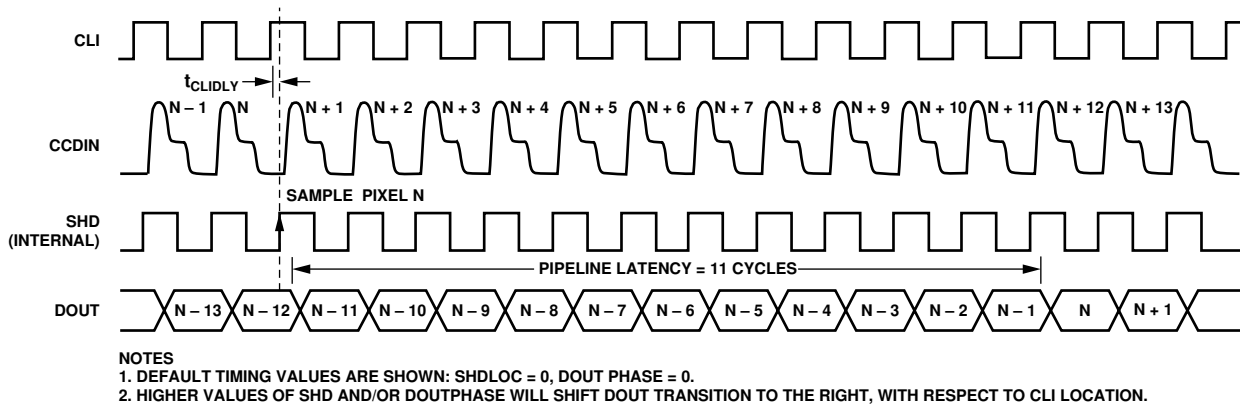 CLI
tCLIDLY
N – 1 N N + 1 N + 2 N + 3 N + 4 N + 5 N + 6 N + 7 N + 8 N + 9 N + 10 N + 11 N + 12 N + 13
CCDIN
SAMPLE PIXEL N
SHD
(INTERNAL)
PIPELINE LATENCY = 11 CYCLES
DOUT N – 13 N – 12 N – 11 N – 10 N – 9 N – 8 N – 7 N – 6 N – 5 N – 4 N – 3 N – 2 N – 1 N N + 1
NOTES
1. DEFAULT TIMING VALUES ARE SHOWN: SHDLOC = 0, DOUT PHASE = 0.
2. HIGHER VALUES OF SHD AND/OR DOUTPHASE WILL SHIFT DOUT TRANSITION TO THE RIGHT, WITH RESPECT TO CLI LOCATION.